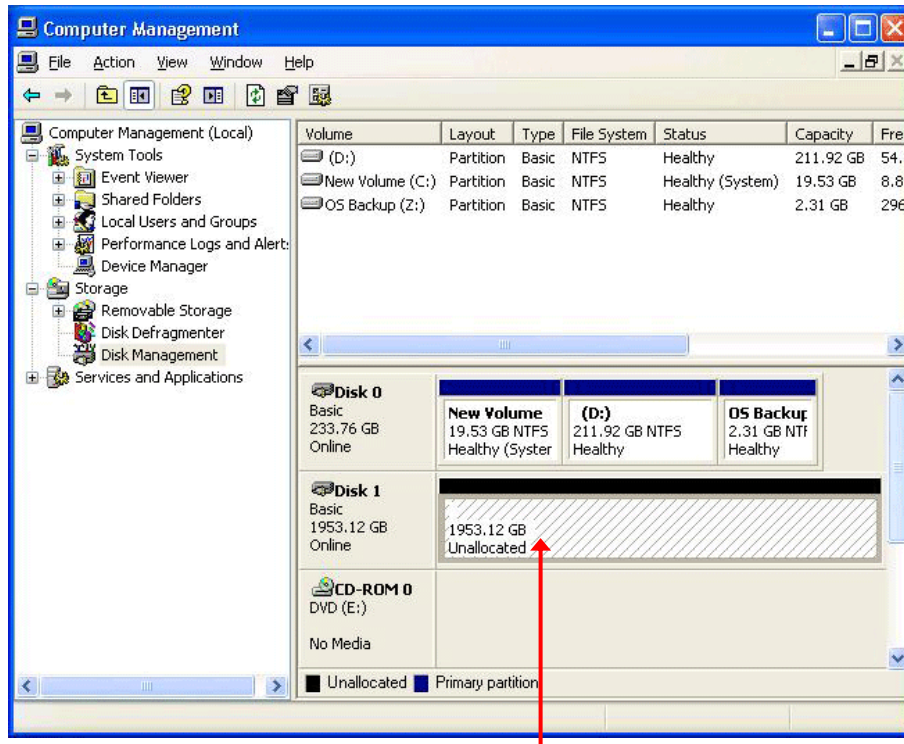 Computer Management
File Action View Window Help
Computer Management (Local)
System Tools
Event Viewer
Shared Folders
Local Users and Groups
Performance Logs and Alert:
Device Manager
Storage
Removable Storage
Disk Defragmenter
Disk Management
Services and Applications
Volume Layout Type File System Status Capacity Fre
(D:) Partition Basic NTFS Healthy 211.92 GB 54.
New Volume (C:) Partition Basic NTFS Healthy (System) 19.53 GB 8.8
OS Backup (Z:) Partition Basic NTFS Healthy 2.31 GB 296
Disk 0
Basic
233.76 GB
Online
New Volume
19.53 GB NTFS
Healthy (Syster
(D:)
211.92 GB NTFS
Healthy
OS Backup
2.31 GB NTF
Healthy
Disk 1
Basic
1953.12 GB
Online
1953.12 GB
Unallocated
CD-ROM 0
DVD (E:)
No Media
Unallocated Primary partition